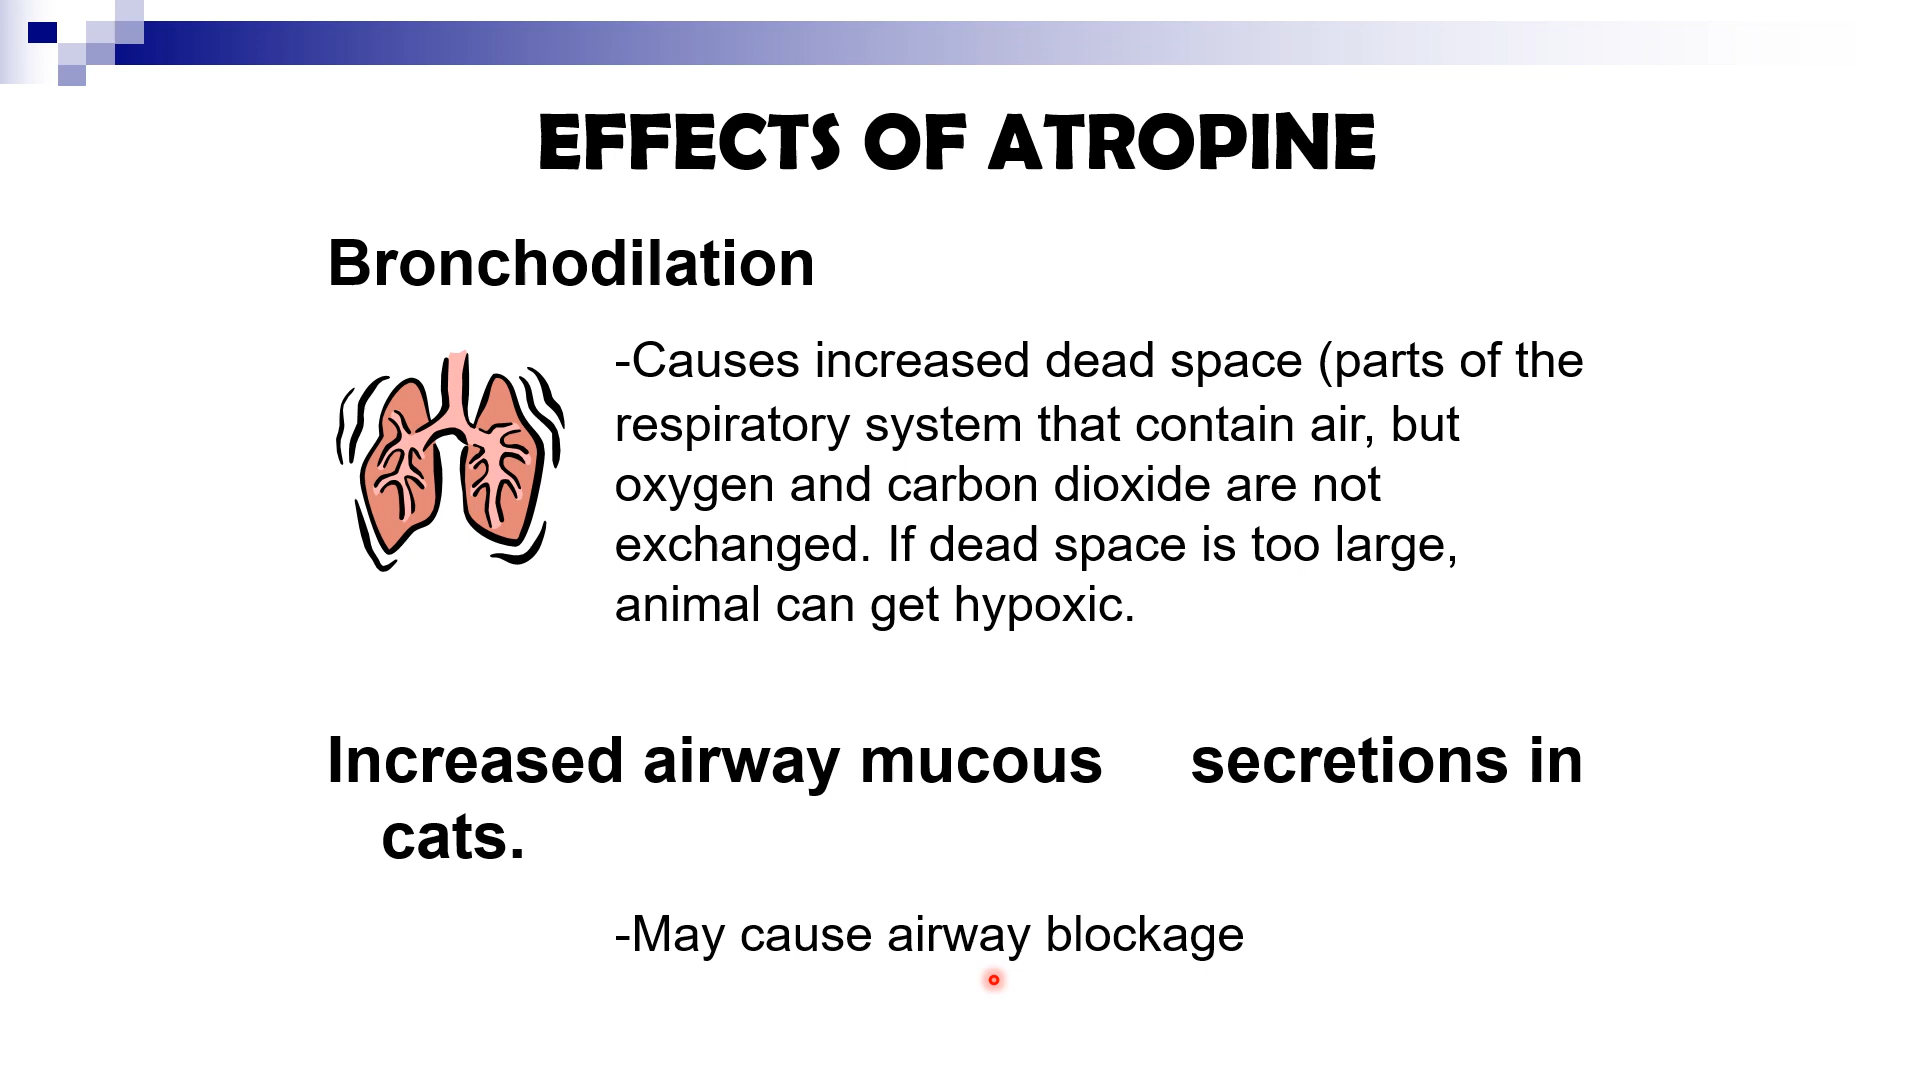 EFFECTS OF ATROPINE
Bronchodilation
-Causes increased dead space (parts of the
respiratory system that contain air, but
oxygen and carbon dioxide are not
exchanged. If dead space is too large,
animal can get hypoxic.
Increased airway mucous secretions in
cats.
-May cause airway blockage